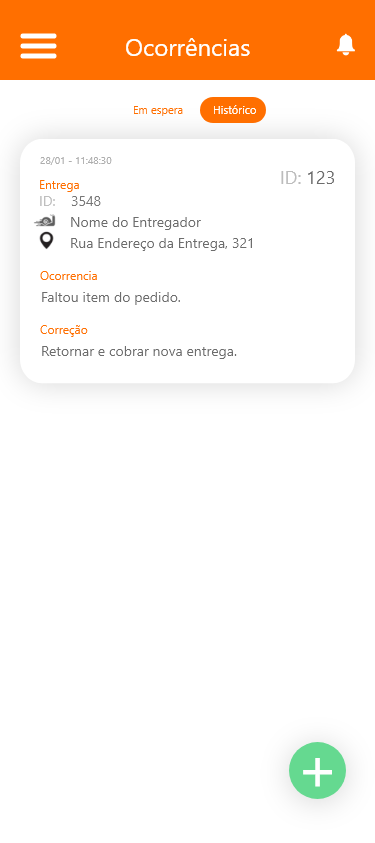 Ocorrências
Em espera Histórico
28/01 - 11:48:30
ID: 123
Entrega
ID: 3548
Nome do Entregador
Rua Endereço da Entrega, 321
Ocorrencia
Faltou item do pedido.
Correção
Retornar e cobrar nova entrega.